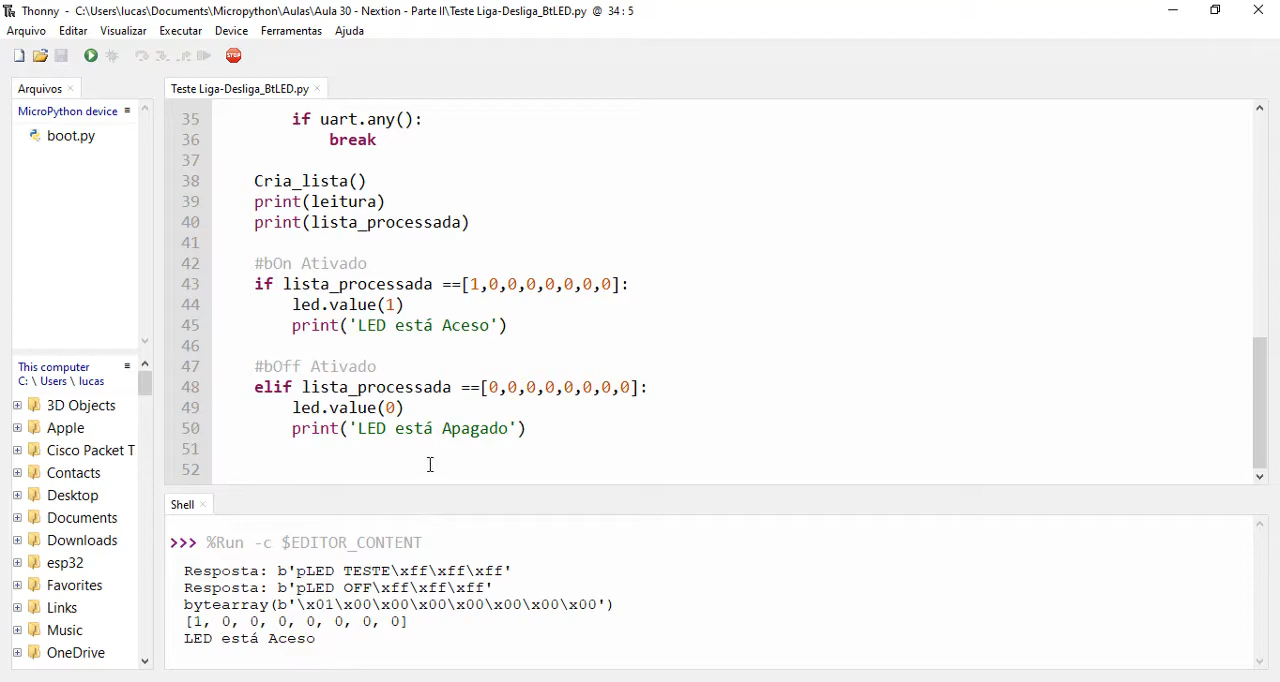 Thonny - C:\Users\lucas\Documents\Micropython\Aulas\Aula 30 - Nextion - Parte II\Teste Liga-Desliga_BtLED.py @ 34 : 5
Arquivo Editar Visualizar Executar Device Ferramentas Ajuda
STOP
Arquivos
MicroPython device
boot.py
This computer
C: \ Users \ lucas
3D Objects
Apple
Cisco Packet T
Contacts
Desktop
Documents
Downloads
esp32
Favorites
Links
Music
OneDrive
Teste Liga-Desliga_BtLED.py
35 if uart.any():
36 break
37
38 Cria_lista()
39 print(leitura)
40 print(lista_processada)
41
42 #bOn Ativado
43 if lista_processada ==[1,0,0,0,0,0,0,0]:
44 led.value(1)
45 print('LED está Aceso')
46
47 #bOff Ativado
48 elif lista_processada ==[0,0,0,0,0,0,0,0]:
49 led.value(0)
50 print('LED está Apagado')
51
52
Shell
>>> %Run -c $EDITOR_CONTENT
Resposta: b'pLED TESTE\xff\xff\xff'
Resposta: b'pLED OFF\xff\xff\xff'
bytearray(b'\x01\x00\x00\x00\x00\x00\x00\x00')
[1, 0, 0, 0, 0, 0, 0, 0]
LED está Aceso